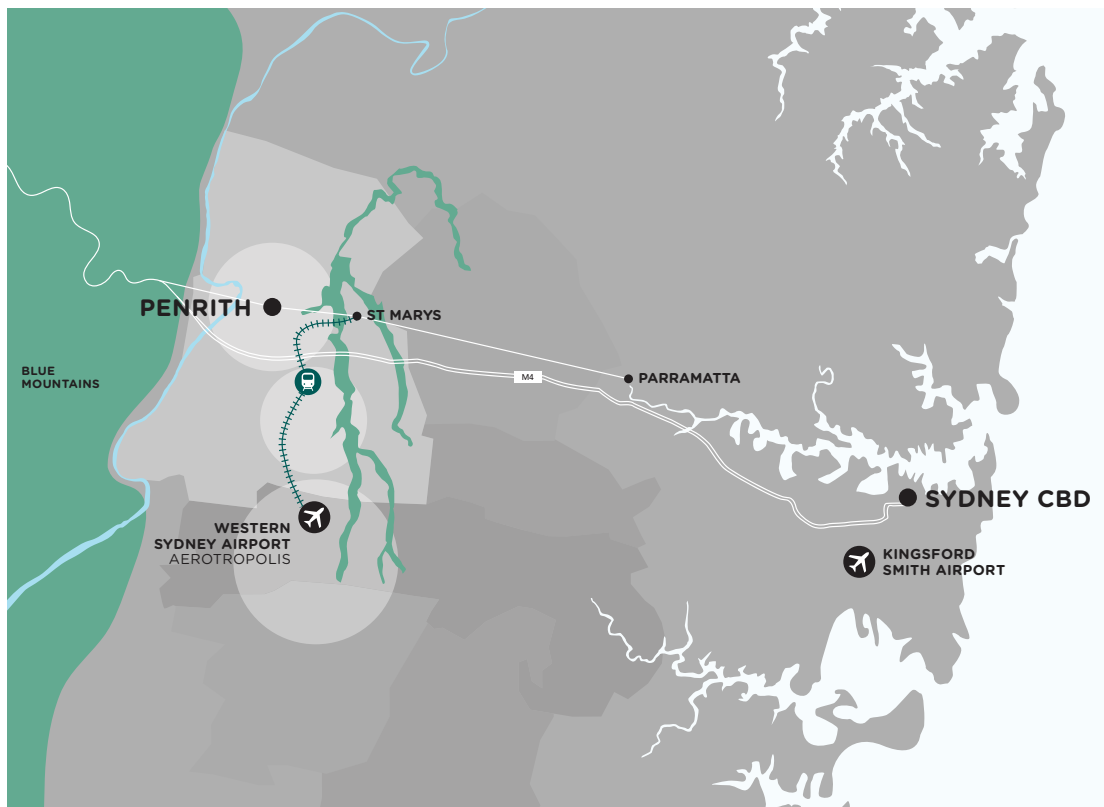 PENRITH
ST MARYS
BLUE
MOUNTAINS
M4
PARRAMATTA
SYDNEY CBD
WESTERN
SYDNEY AIRPORT
AEROTROPOLIS
KINGSFORD
SMITH AIRPORT